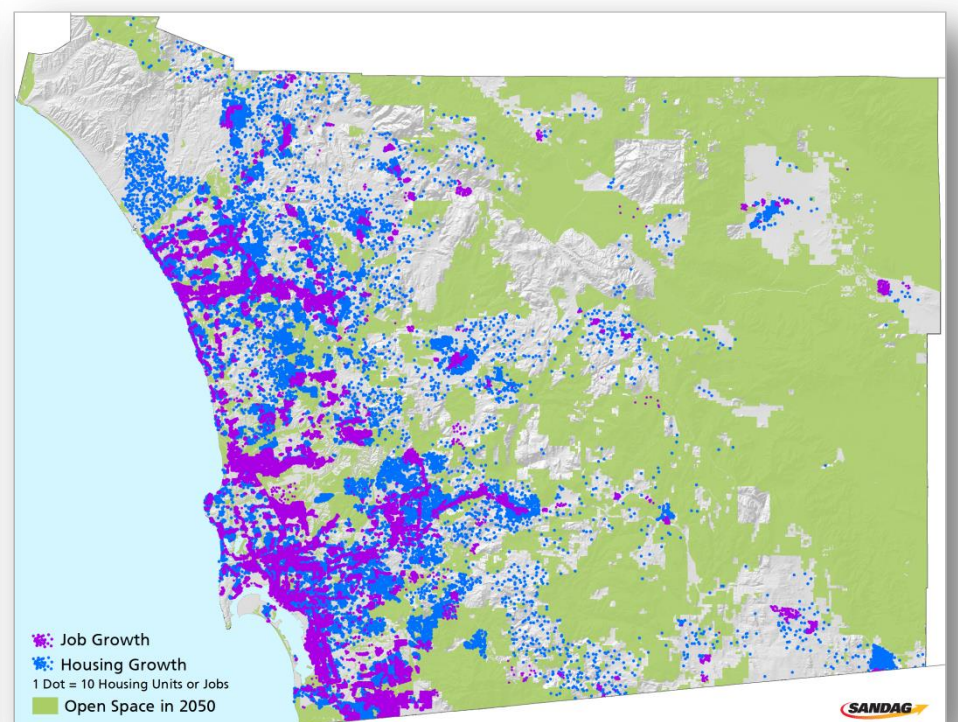 Job Growth
Housing Growth
1 Dot = 10 Housing Units or Jobs
Open Space in 2050
SANDAG